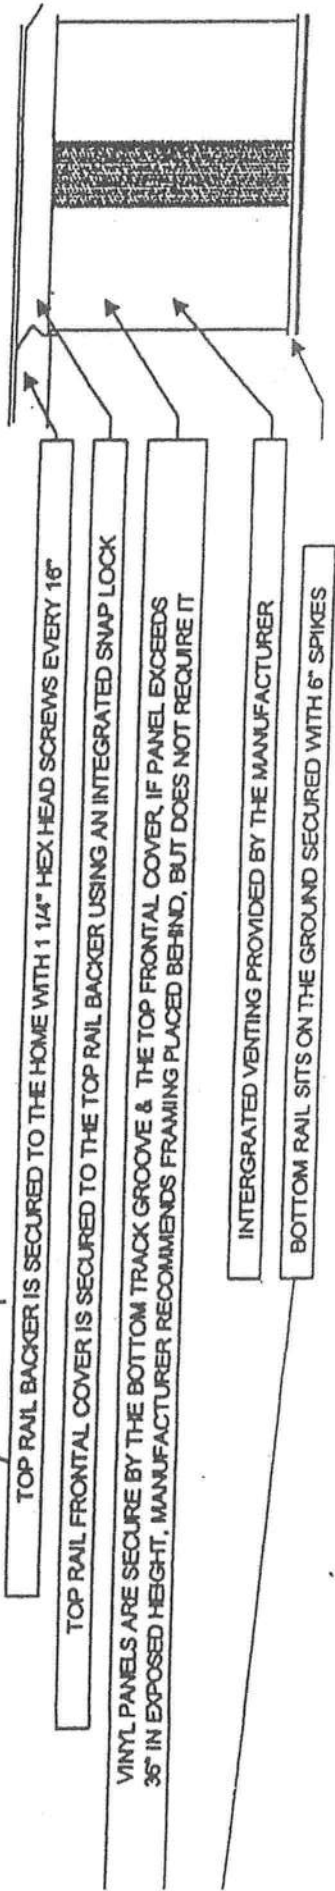 TOP RAIL BACKER IS SECURED TO THE HOME WITH 1 1/4" HEX HEAD SCREWS EVERY 16"
TOP RAIL FRONTAL COVER IS SECURED TO THE TOP RAIL BACKER USING AN INTEGRATED SNAP LOCK
VINYL PANELS ARE SECURE BY THE BOTTOM TRACK GROOVE & THE TOP FRONTAL COVER, IF PANEL EXCEEDS
36" IN EXPOSED HEIGHT, MANUFACTURER RECOMMENDS FRAMING PLACED BEHIND, BUT DOES NOT REQUIRE IT
INTERGRATED VENTING PROVIDED BY THE MANUFACTURER
BOTTOM RAIL SITS ON THE GROUND SECURED WITH 6" SPIKES